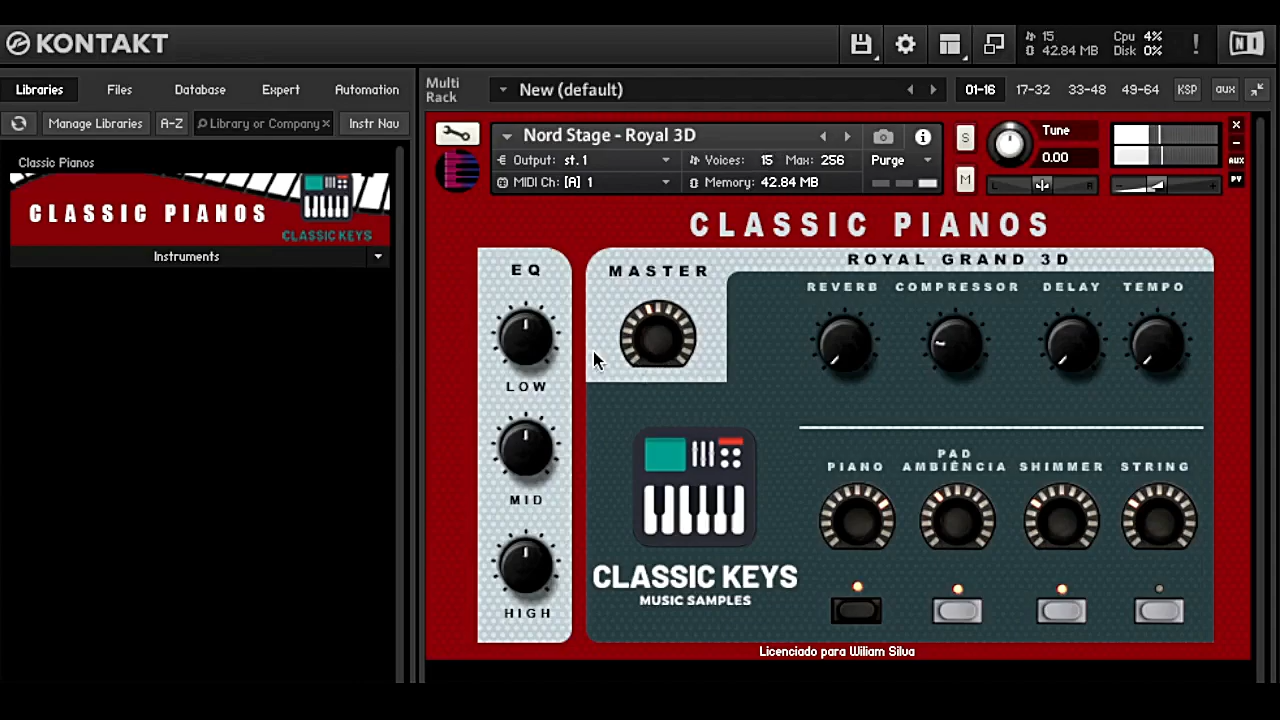 KONTAKT
15
42.84 MB
Cpu 4%
Disk 0%
!
NI
Libraries Files Database Expert Automation
Manage Libraries A-Z Library or Company Instr Nav
Classic Pianos
CLASSIC PIANOS
CLASSIC KEYS
Instruments
Multi
Rack
New (default)
01-16 17-32 33-48 49-64 KSP aux
Nord Stage - Royal 3D
Output: st.1 Voices: 15 Max: 256 Purge
MIDI Ch: [A] 1 Memory: 42.84 MB
S
M
Tune
0.00
L R
AUX
PV
CLASSIC PIANOS
EQ
LOW
MID
HIGH
MASTER
ROYAL GRAND 3D
REVERB COMPRESSOR DELAY TEMPO
PIANO PAD AMBIÊNCIA SHIMMER STRING
CLASSIC KEYS
MUSIC SAMPLES
Licenciado para Wiliam Silva